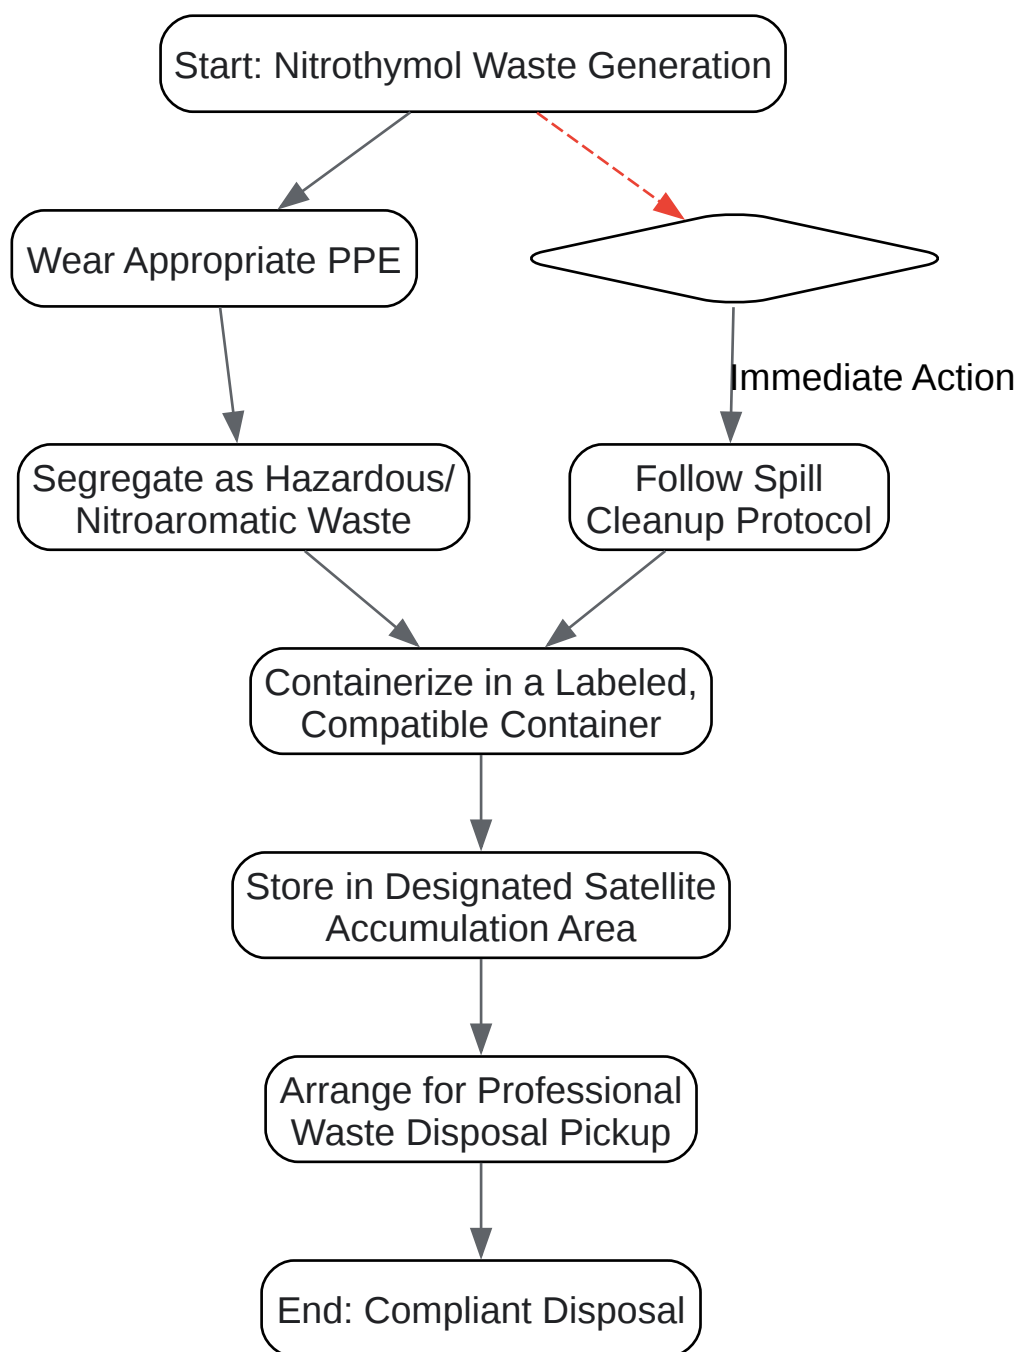 Start: Nitrothymol Waste Generation
Wear Appropriate PPE
Immediate Action
Segregate as Hazardous/
Nitroaromatic Waste
Follow Spill
Cleanup Protocol
Containerize in a Labeled,
Compatible Container
Store in Designated Satellite
Accumulation Area
Arrange for Professional
Waste Disposal Pickup
End: Compliant Disposal